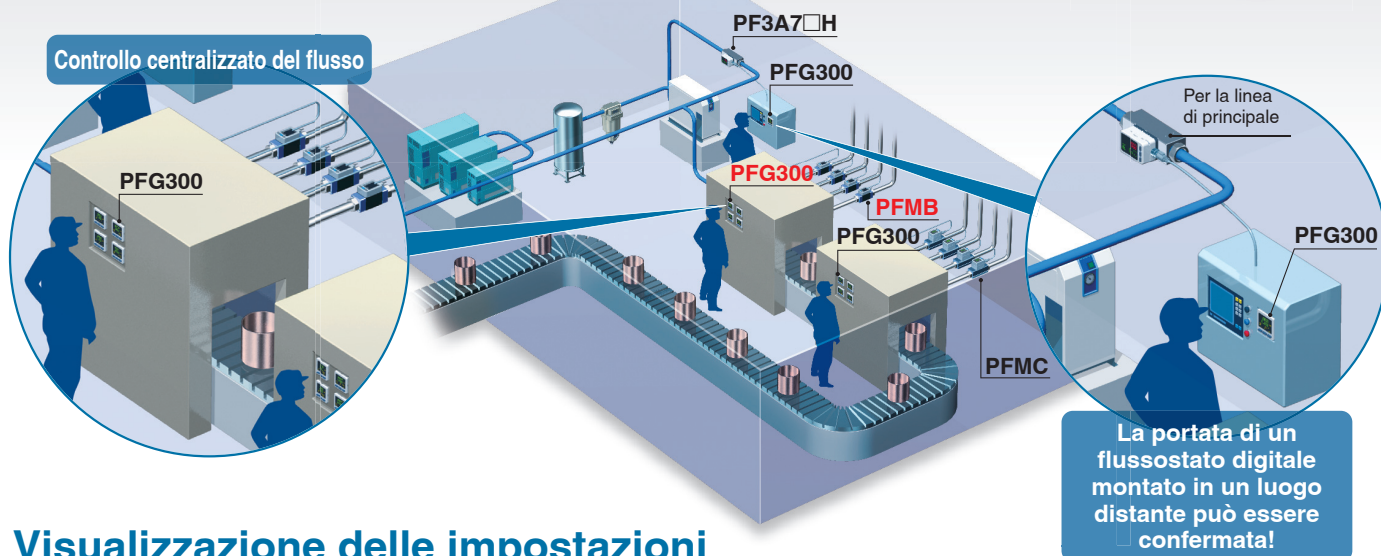 Controllo centralizzato del flusso
PFG300
PF3A7□H
PFG300
PFG300
PFMB
PFG300
PFMC
Per la linea
di principale
PFG300
La portata di un
flussostato digitale
montato in un luogo
distante può essere
confermata!
Visualizzazione delle impostazioni